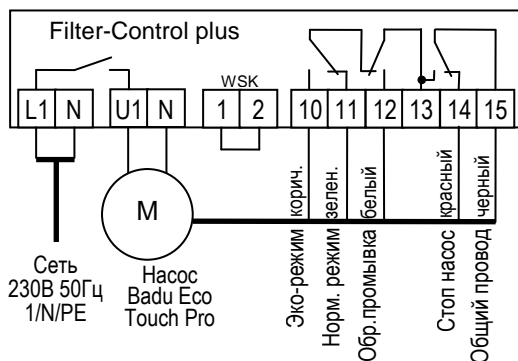 Filter-Control plus
WSK
L1 N U1 N 1 2 10 11 12 13 14 15
M
Эко-режим корич.
Норм. режим зелен.
Обр.промывка белый
Стоп насос красный
Общий провод черный
Сеть
230В 50Гц
1/N/PE
Насос
Badu Eco
Touch Pro